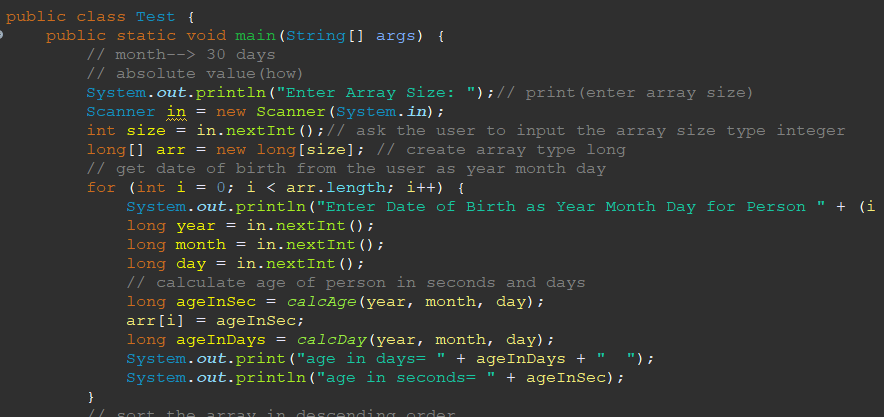 public class Test {
public static void main(String[] args) {
// month--> 30 days
// absolute value(how)
System.out.println("Enter Array Size: ");// print(enter array size)
Scanner in = new Scanner(System.in);
int size = in.nextInt();// ask the user to input the array size type integer
long[] arr = new long[size]; // create array type long
// get date of birth from the user as year month day
for (int i = 0; i < arr.length; i++) {
System.out.println("Enter Date of Birth as Year Month Day for Person " + (i
long year = in.nextInt();
long month = in.nextInt();
long day = in.nextInt();
// calculate age of person in seconds and days
long ageInSec = calcAge(year, month, day);
arr[i] = ageInSec;
long ageInDays = calcDay(year, month, day);
System.out.print("age in days= " + ageInDays + "  ");
System.out.println("age in seconds= " + ageInSec);
}
// sort the array in descending order